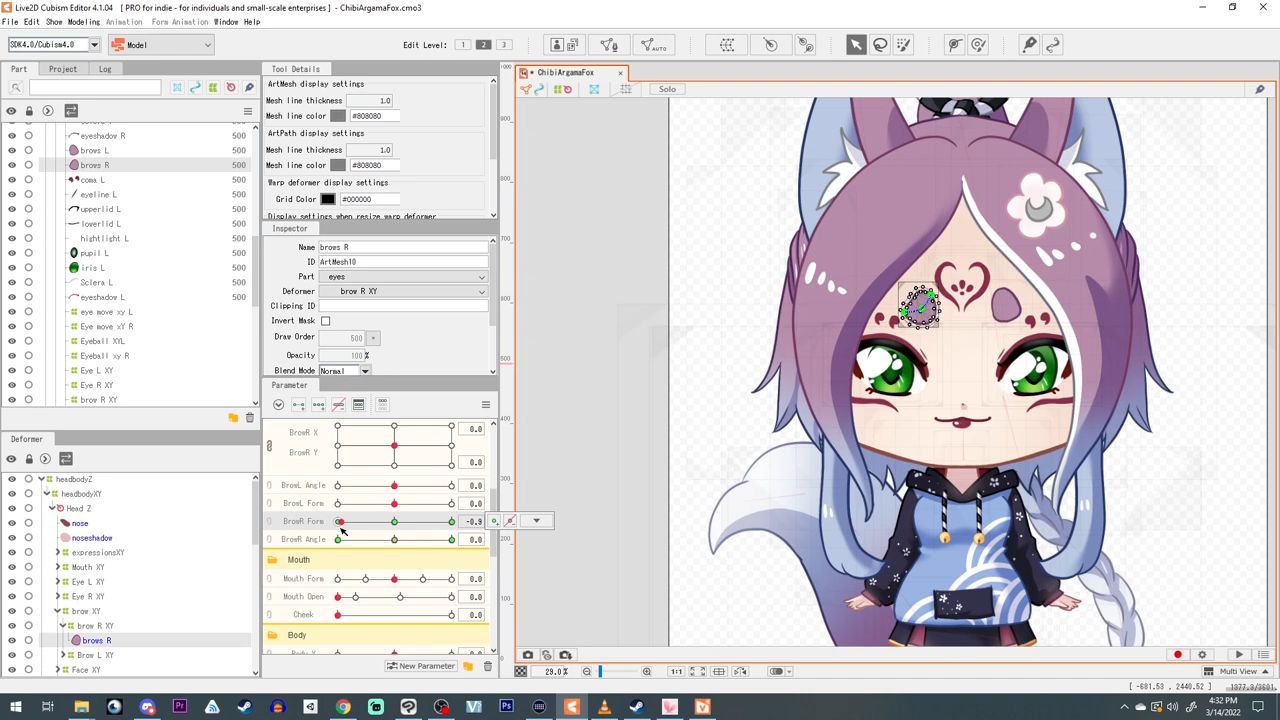 Live2D Cubism Editor 4.1.04   [ PRO for indie - for individuals and small-scale enterprises ]   - ChibiArgamaFox.cmo3
File Edit Show Modeling Animation Form Animation Window Help
SDK4.0/Cubism4.0 Model Edit Level: 1 2 3 AUTO
Part Project Log
Tool Details
* ChibiArgamaFox
Solo
eyeshadow R 500
brows L 500
brows R 500
coma L 500
eyeline L 500
upperlid L 500
lowerlid L 500
hightlight L 500
pupil L 500
iris L 500
Sclera L 500
eyeshadow L 500
eye move xy L
Eye move xY R
Eyeball XYL
Eyeball xy R
Eye L XY
Eye R XY
brow R XY
ArtMesh display settings
Mesh line thickness 1.0
Mesh line color #808080
ArtPath display settings
Mesh line thickness 1.0
Mesh line color #808080
Warp deformer display settings
Grid Color #000000
Display settings when resize warp deformer
Inspector
Name brows R
ID ArtMesh10
Part eyes
Deformer brow R XY
Clipping ID
Invert Mask
Draw Order 500
Opacity 100 %
Blend Mode Normal
Parameter
BrowR X 0.0
BrowR Y 0.0
BrowL Angle 0.0
BrowL Form 0.0
BrowR Form -0.9
BrowR Angle 0.0
Mouth
Mouth Form 0.0
Mouth Open 0.0
Cheek 0.0
Body
New Parameter
Deformer
headbodyZ
headbodyXY
Head Z
nose
noseshadow
expressionsXY
Mouth XY
Eye L XY
Eye R XY
brow XY
brow R XY
brows R
Brow L XY
Face XY
29.0%
1:1
Multi View
[ -681.53, 2440.52 ]
4:32 PM
3/14/2022